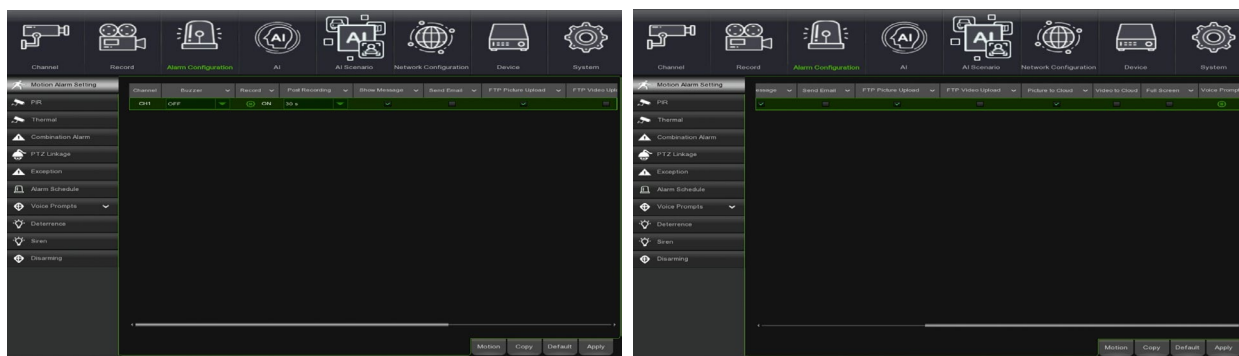 Channel Record Alarm Configuration AI AI Scenario Network Configuration Device System
Motion Alarm Setting
Channel Buzzer Record Post Recording Show Message Send Email FTP Picture Upload FTP Video Upl
CH1 OFF ON 30 s
PIR
Thermal
Combination Alarm
PTZ Linkage
Exception
Alarm Schedule
Voice Prompts
Deterrence
Siren
Disarming
Motion Copy Default Apply
Channel Record Alarm Configuration AI AI Scenario Network Configuration Device System
Motion Alarm Setting
essage Send Email FTP Picture Upload FTP Video Upload Picture to Cloud Video to Cloud Full Screen Voice Prompt
PIR
Thermal
Combination Alarm
PTZ Linkage
Exception
Alarm Schedule
Voice Prompts
Deterrence
Siren
Disarming
Motion Copy Default Apply